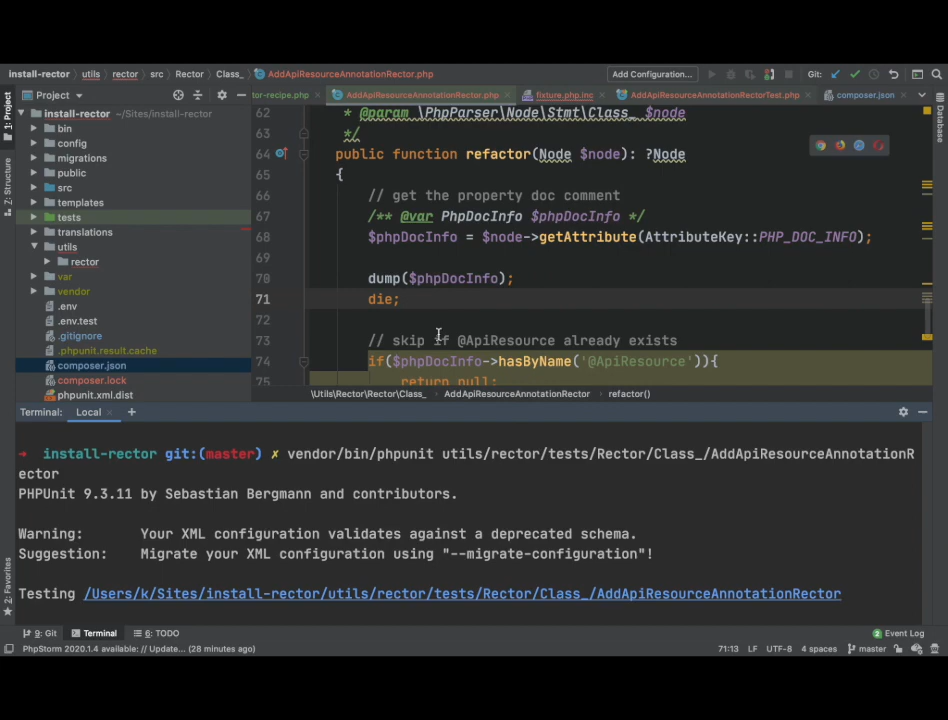 install-rector utils rector src Rector Class_ AddApiResourceAnnotationRector.php Add Configuration... Git:
Project
tor-recipe.php AddApiResourceAnnotationRector.php fixture.php.inc AddApiResourceAnnotationRectorTest.php composer.json
1: Project
Z: Structure
2: Favorites
Database
install-rector ~/Sites/install-rector
bin
config
migrations
public
src
templates
tests
translations
utils
rector
var
vendor
.env
.env.test
.gitignore
.phpunit.result.cache
composer.json
composer.lock
phpunit.xml.dist
62 * @param \PhpParser\Node\Stmt\Class_ $node
63 */
64 public function refactor(Node $node): ?Node
65 {
66 // get the property doc comment
67 /** @var PhpDocInfo $phpDocInfo */
68 $phpDocInfo = $node->getAttribute(AttributeKey::PHP_DOC_INFO);
69
70 dump($phpDocInfo);
71 die;
72
73 // skip if @ApiResource already exists
74 if($phpDocInfo->hasByName('@ApiResource')){
75 return null;
\Utils\Rector\Rector\Class_ AddApiResourceAnnotationRector refactor()
Terminal: Local +
→ install-rector git:(master) ✗ vendor/bin/phpunit utils/rector/tests/Rector/Class_/AddApiResourceAnnotationR
ector
PHPUnit 9.3.11 by Sebastian Bergmann and contributors.
Warning: Your XML configuration validates against a deprecated schema.
Suggestion: Migrate your XML configuration using "--migrate-configuration"!
Testing /Users/k/Sites/install-rector/utils/rector/tests/Rector/Class_/AddApiResourceAnnotationRector
9: Git Terminal 6: TODO 2 Event Log
PhpStorm 2020.1.4 available: // Update... (28 minutes ago) 71:13 LF UTF-8 4 spaces master